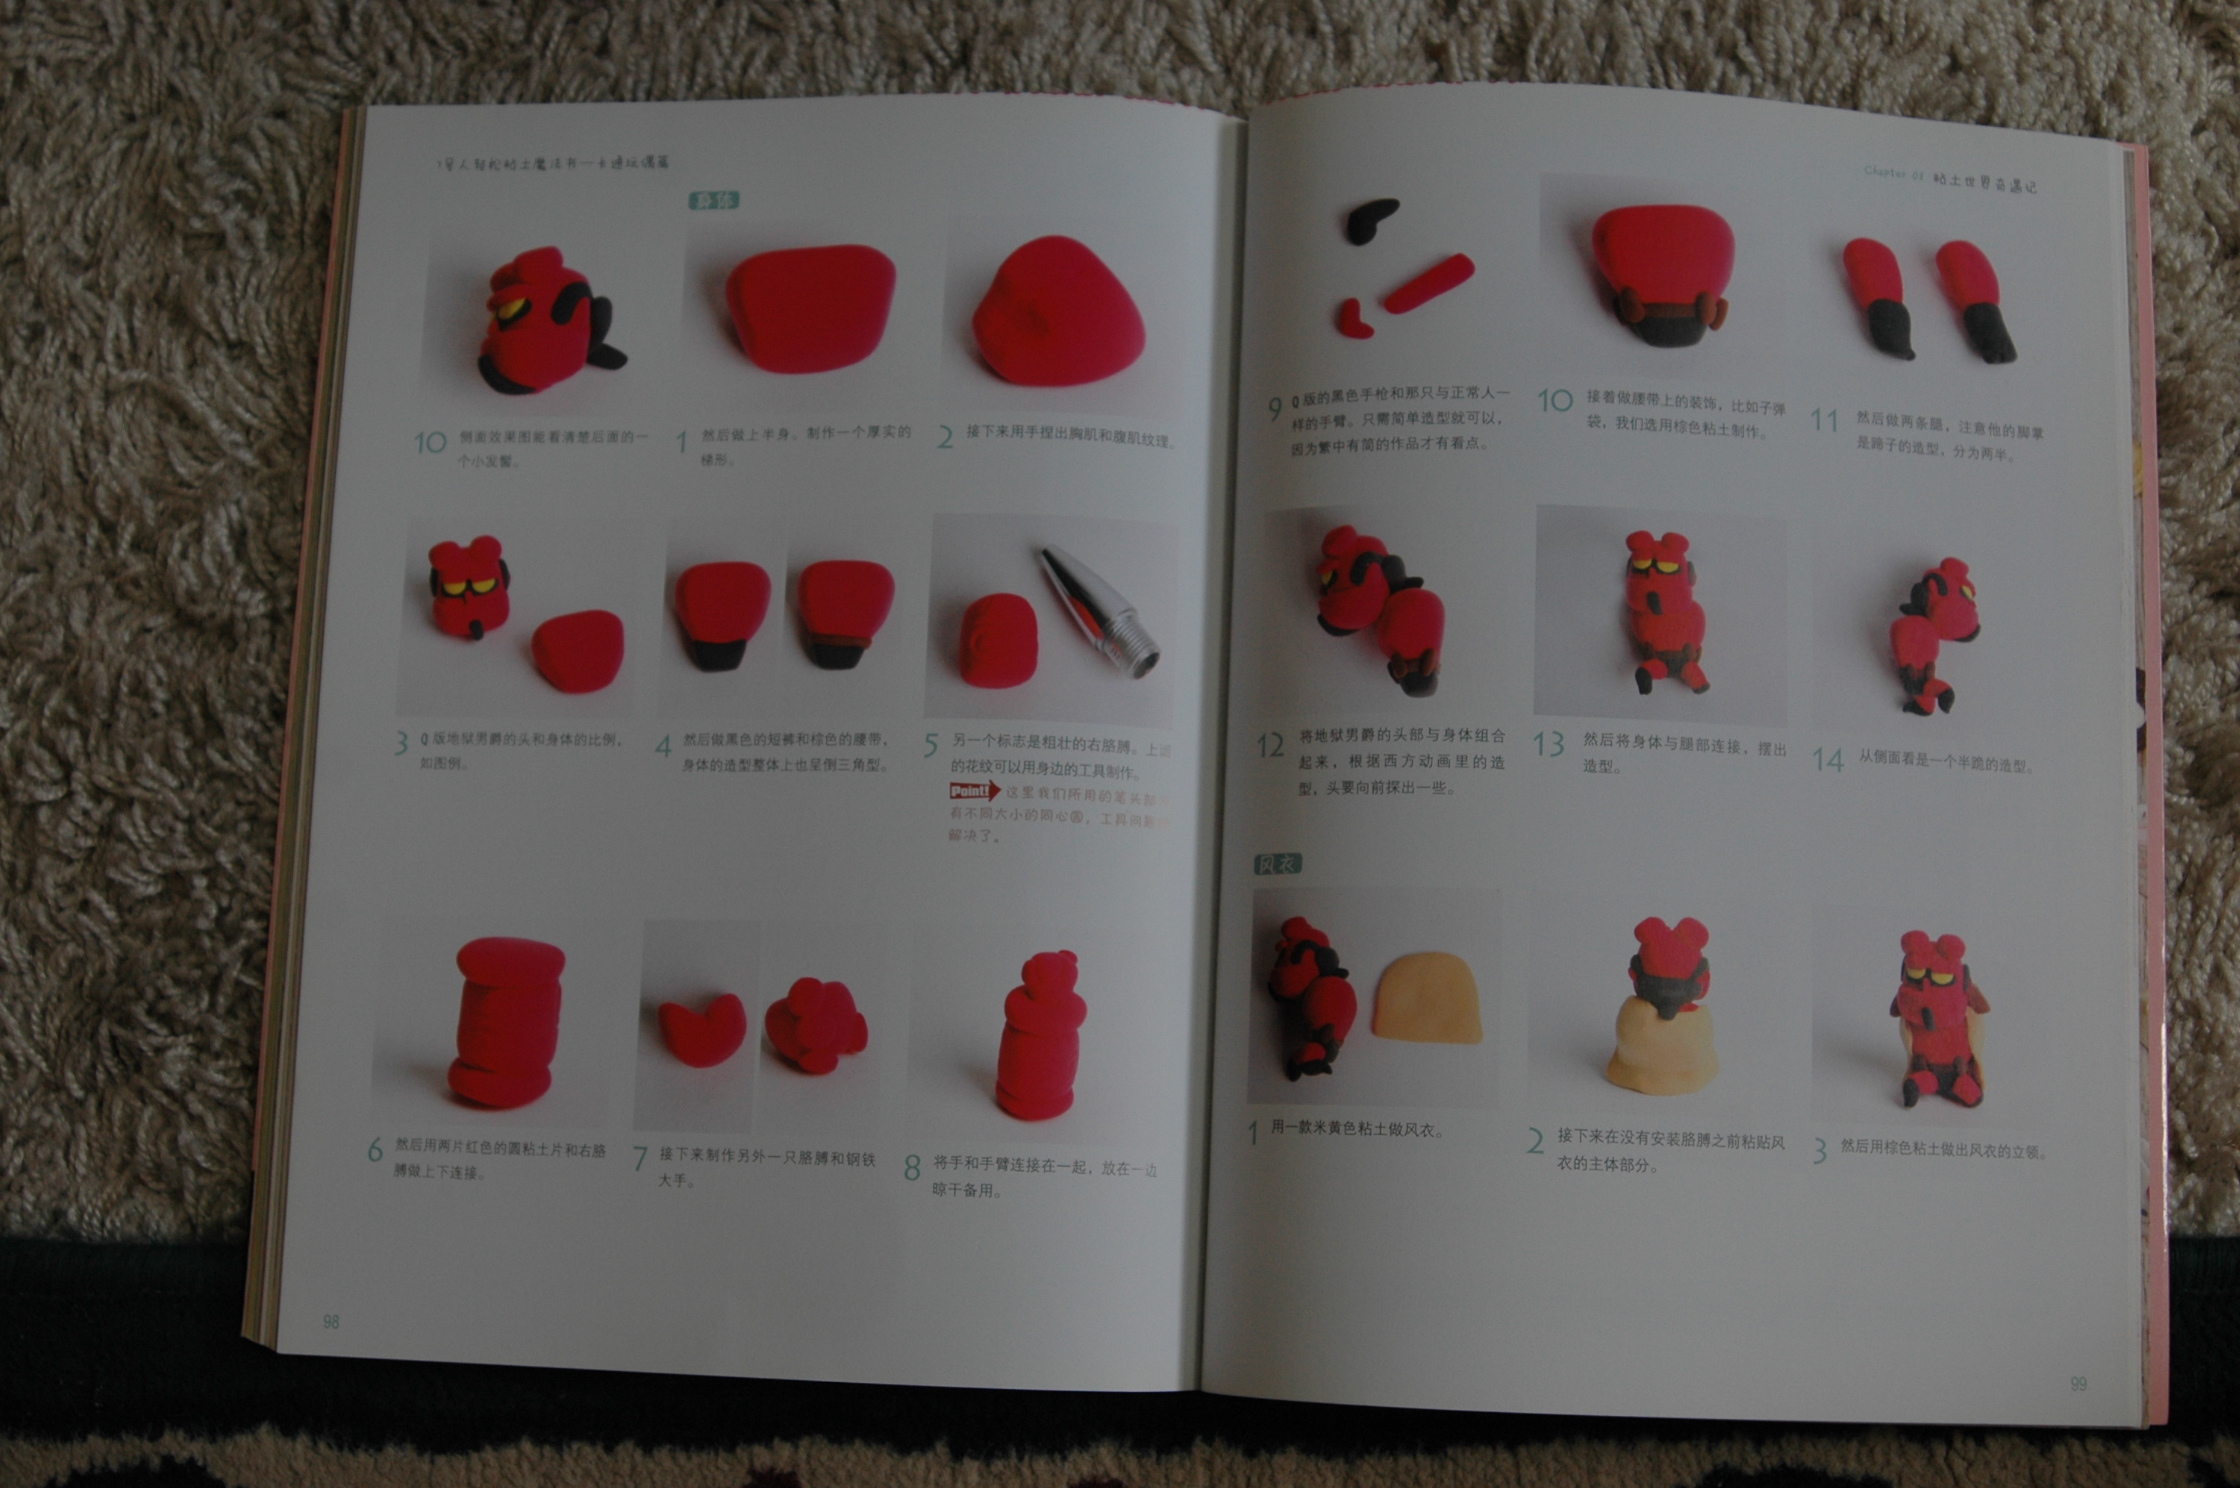 黏土魔法书—卡通玩偶篇
10 侧面效果图能看清楚后面的一
个小发髻。
身体
1 然后做上半身。制作一个厚实的
梯形。
2 接下来用手捏出胸肌和腹肌纹理。
3 Q版地狱男爵的头和身体的比例，
如图例。
4 然后做黑色的短裤和棕色的腰带，
身体的造型整体上也呈倒三角型。
5 另一个标志是粗壮的右胳膊。上面
的花纹可以用身边的工具制作。
Point! 这里我们所用的笔头
有不同大小的同心圆，工具问题
解决了。
6 然后用两片红色的圆粘土片和右胳
膊做上下连接。
7 接下来制作另外一只胳膊和钢铁
大手。
8 将手和手臂连接在一起，放在一边
晾干备用。
98
Chapter 03 黏土世界奇遇记
9 Q版的黑色手枪和那只与正常人一
样的手臂。只需简单造型就可以，
因为繁中有简的作品才有看点。
10 接着做腰带上的装饰，比如子弹
袋，我们选用棕色粘土制作。
11 然后做两条腿，注意他的脚掌
是蹄子的造型，分为两半。
12 将地狱男爵的头部与身体组合
起来，根据西方动画里的造
型，头要向前探出一些。
13 然后将身体与腿部连接，摆出
造型。
14 从侧面看是一个半跪的造型。
风衣
1 用一款米黄色粘土做风衣。
2 接下来在没有安装胳膊之前粘贴风
衣的主体部分。
3 然后用棕色粘土做出风衣的立领。
99